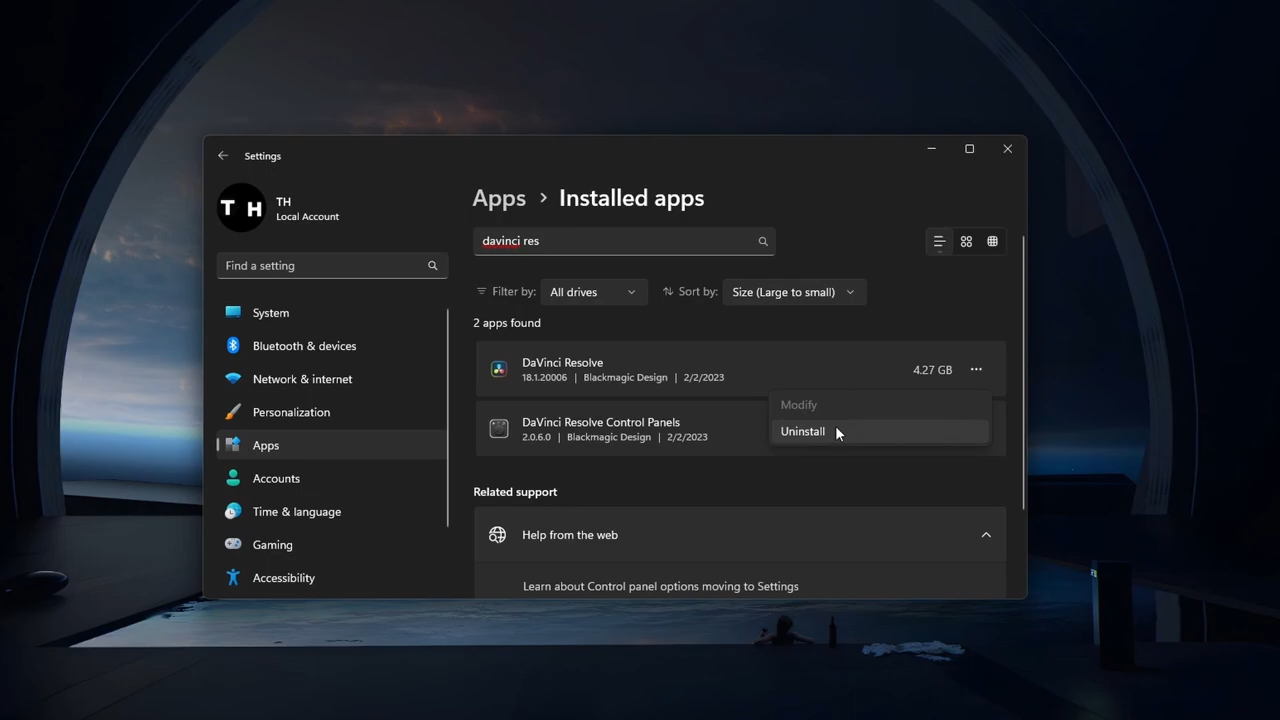 Settings
T H
TH
Local Account
Find a setting
System
Bluetooth & devices
Network & internet
Personalization
Apps
Accounts
Time & language
Gaming
Accessibility
Apps > Installed apps
davinci res
Filter by: All drives
Sort by: Size (Large to small)
2 apps found
DaVinci Resolve
18.1.20006 | Blackmagic Design | 2/2/2023
4.27 GB
Modify
Uninstall
DaVinci Resolve Control Panels
2.0.6.0 | Blackmagic Design | 2/2/2023
Related support
Help from the web
Learn about Control panel options moving to Settings